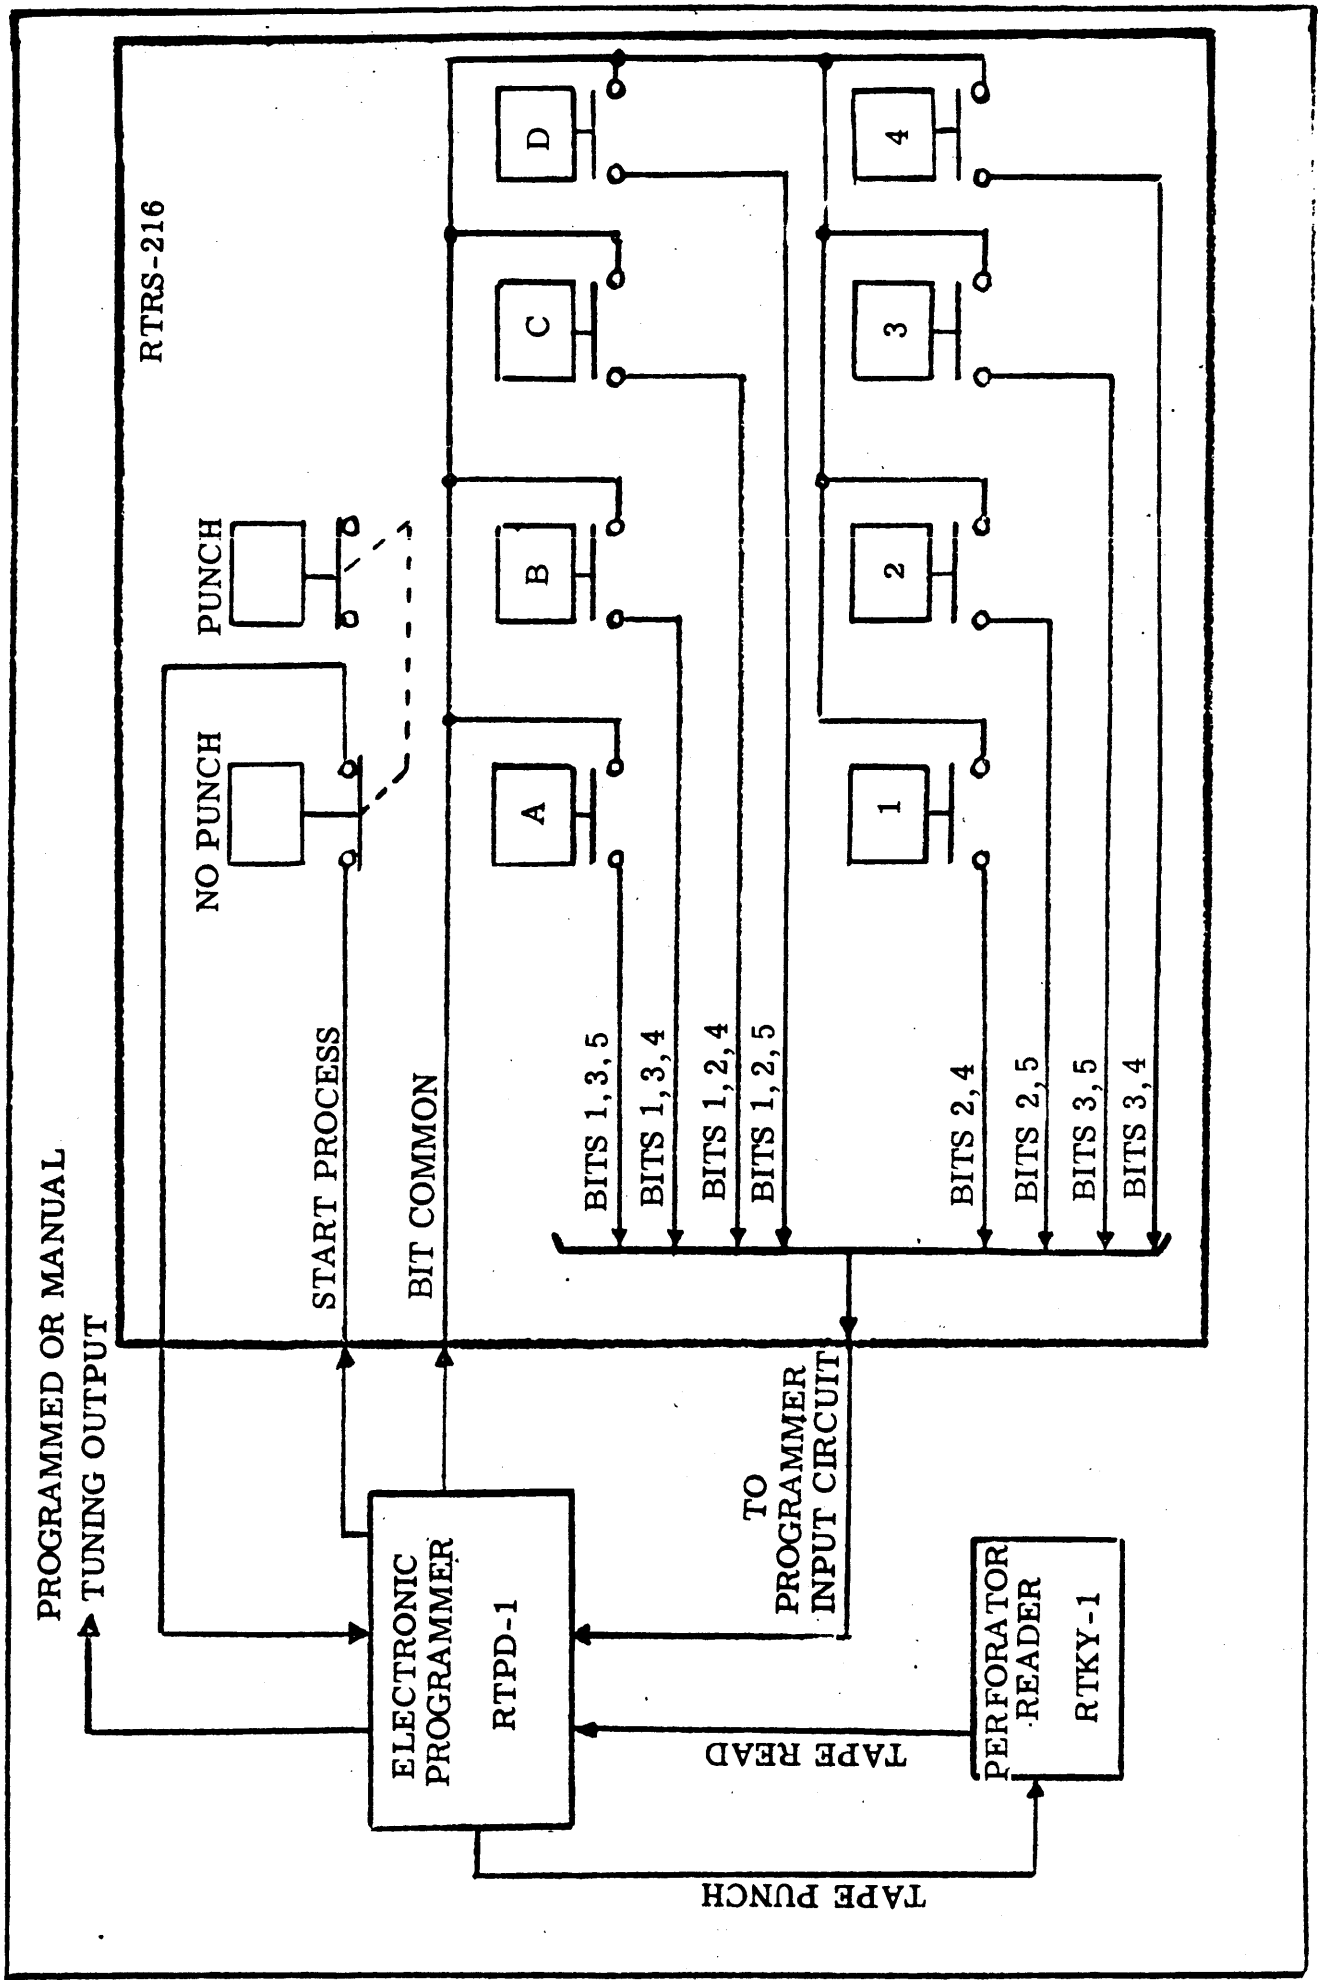 PROGRAMMED OR MANUAL
TUNING OUTPUT
RTRS-216
NO PUNCH
PUNCH
START PROCESS
BIT COMMON
ELECTRONIC
PROGRAMMER
RTPD-1
A
B
C
D
BITS 1, 3, 5
BITS 1, 3, 4
BITS 1, 2, 4
BITS 1, 2, 5
TO
PROGRAMMER
INPUT CIRCUIT
1
2
3
4
BITS 2, 4
BITS 2, 5
BITS 3, 5
BITS 3, 4
TAPE READ
TAPE PUNCH
PERFORATOR
READER
RTKY-1